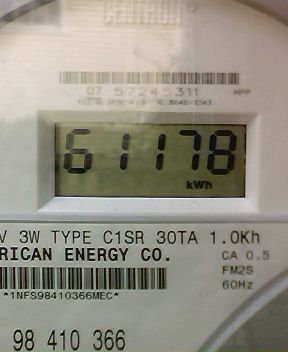 CENTRON
07 57245311
61178
kWh
V 3W TYPE C1SR 30TA 1.0Kh
RICAN ENERGY CO.
CA 0.5
FM2S
60Hz
*1NFS98410366MEC*
98 410 366